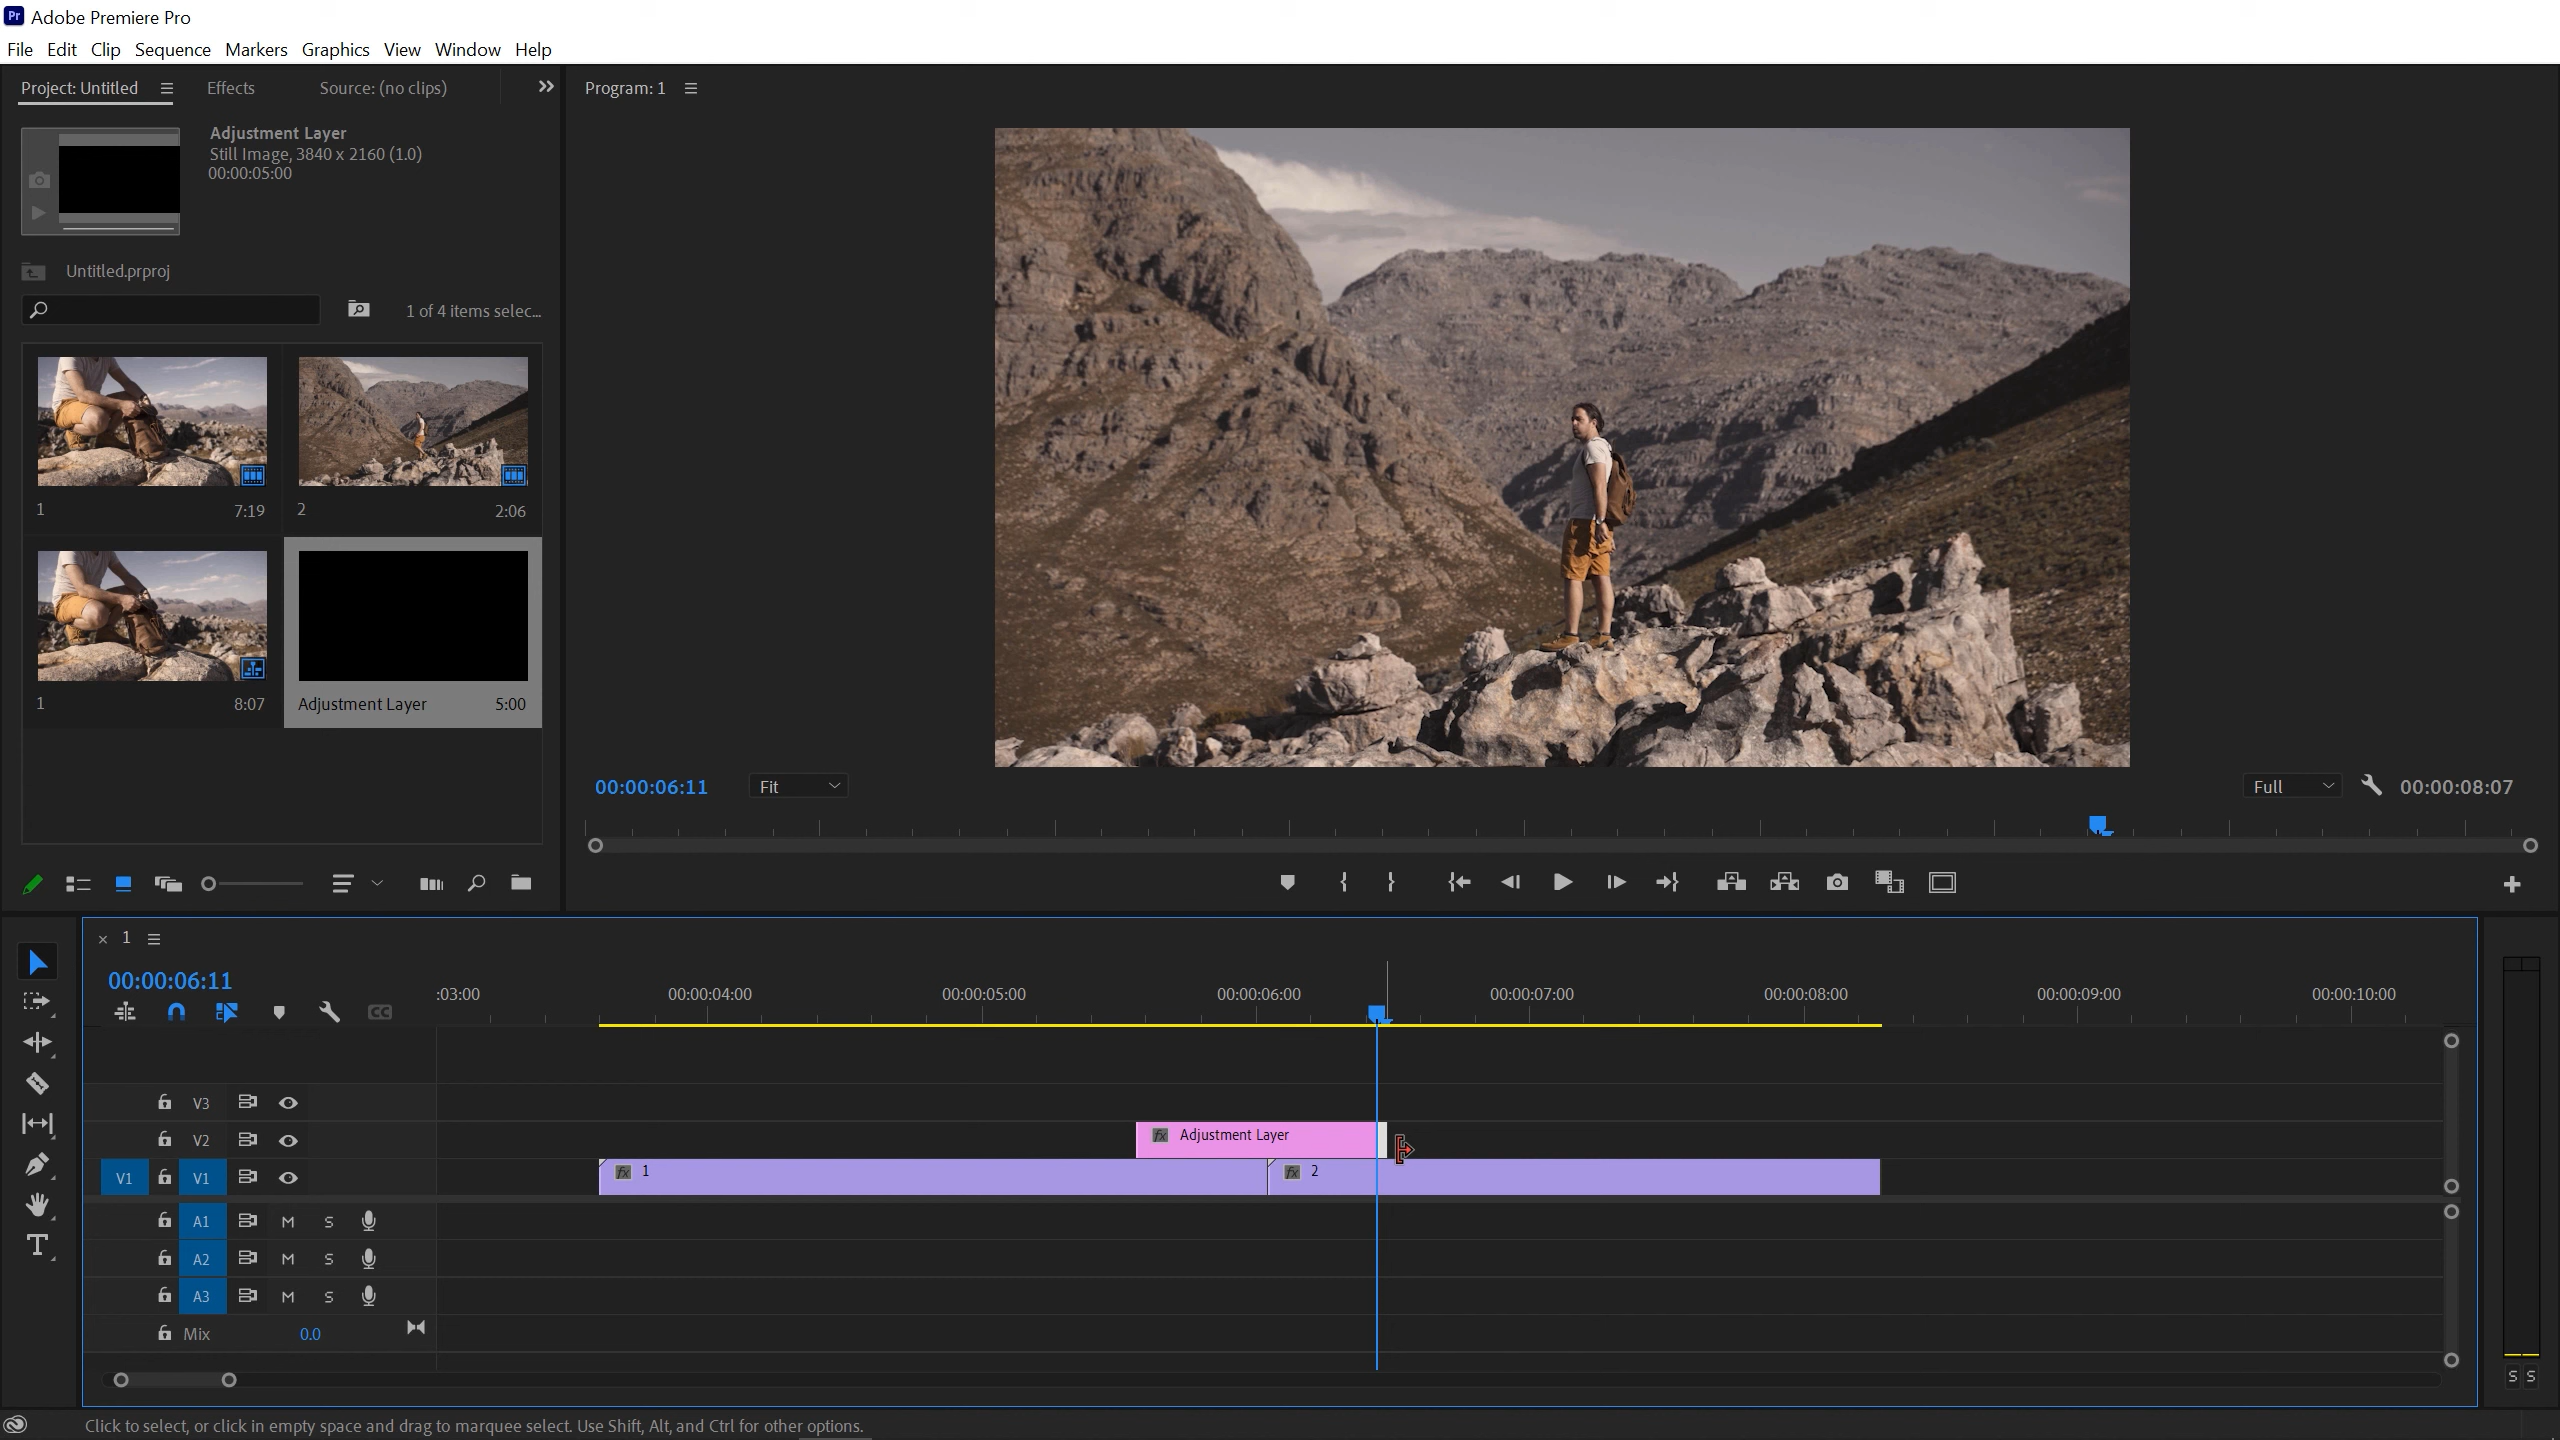 Pr Adobe Premiere Pro
File Edit Clip Sequence Markers Graphics View Window Help
Project: Untitled Effects Source: (no clips)
Program: 1
Adjustment Layer
Still Image, 3840 x 2160 (1.0)
00:00:05:00
Untitled.prproj
1 of 4 items selec...
1 7:19
2 2:06
1 8:07
Adjustment Layer 5:00
00:00:06:11 Fit Full 00:00:08:07
1
00:00:06:11
:03:00 00:00:04:00 00:00:05:00 00:00:06:00 00:00:07:00 00:00:08:00 00:00:09:00 00:00:10:00
CC
V3
V2 fx Adjustment Layer
V1 V1 fx 1 fx 2
A1 M S
A2 M S
A3 M S
Mix 0.0
T
S S
Click to select, or click in empty space and drag to marquee select. Use Shift, Alt, and Ctrl for other options.